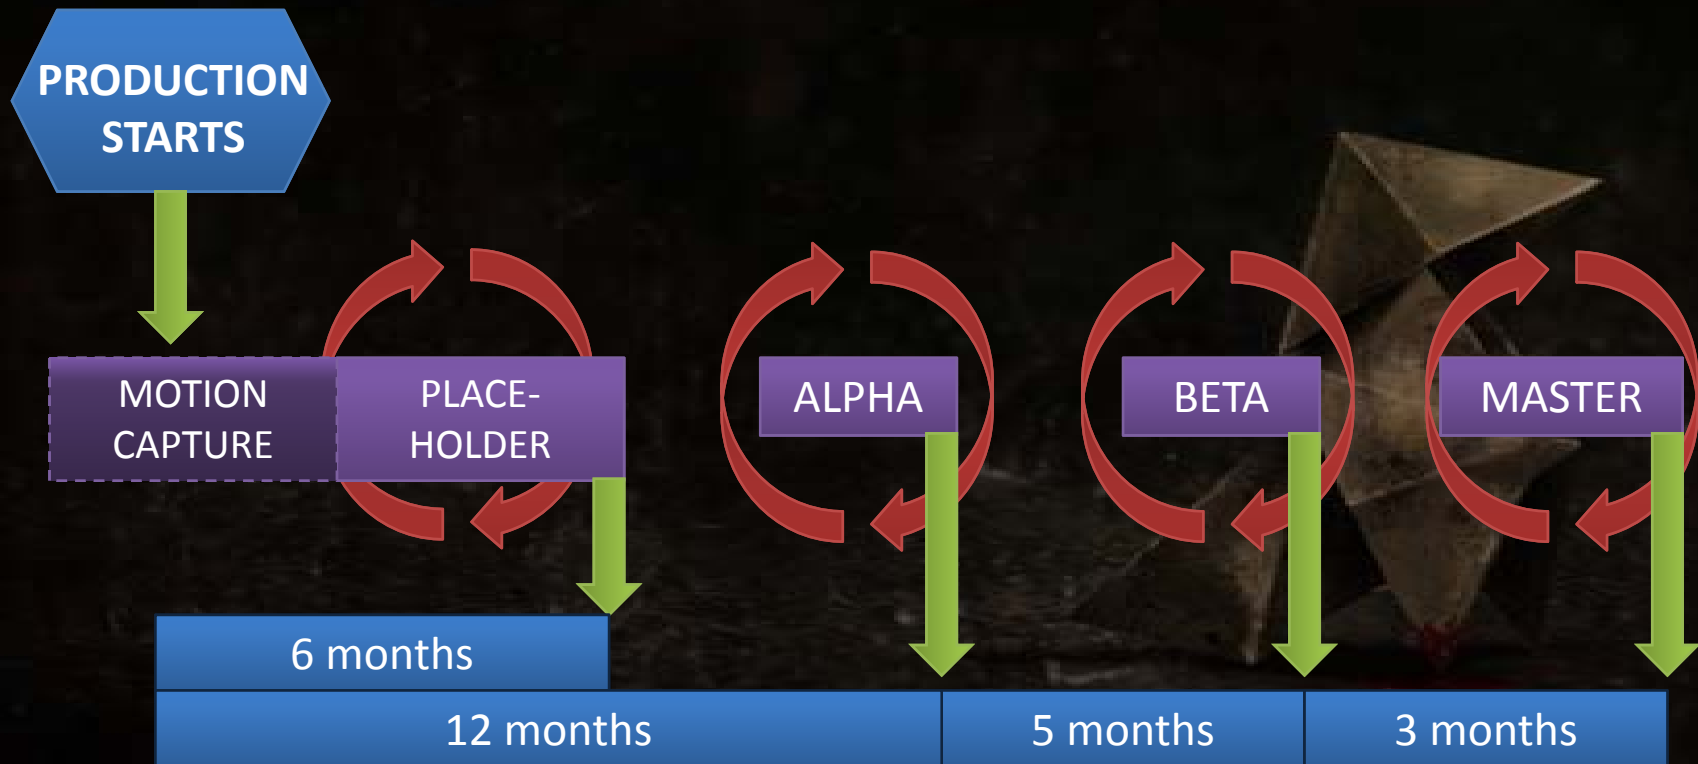 PRODUCTION
STARTS
MOTION
CAPTURE
PLACE-
HOLDER
ALPHA
BETA
MASTER
6 months
12 months
5 months
3 months